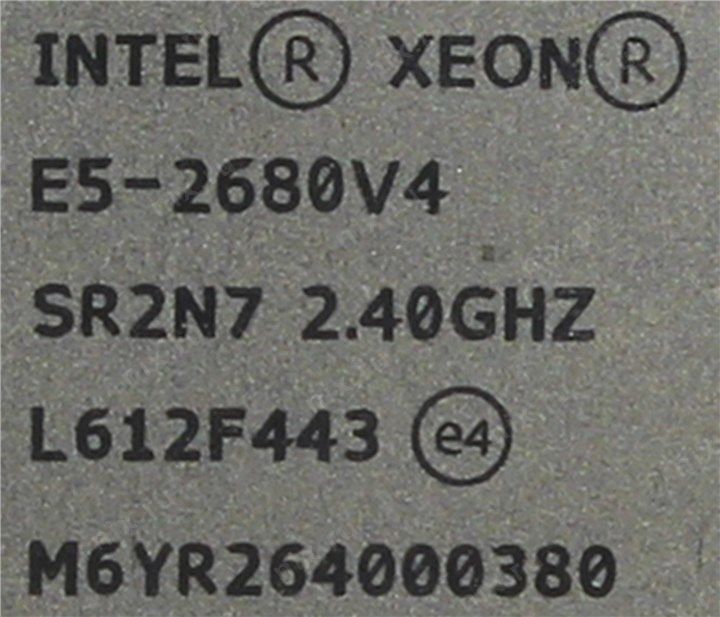 INTEL® XEON®
E5-2680V4
SR2N7 2.40GHZ
L612F443 e4
M6YR264000380